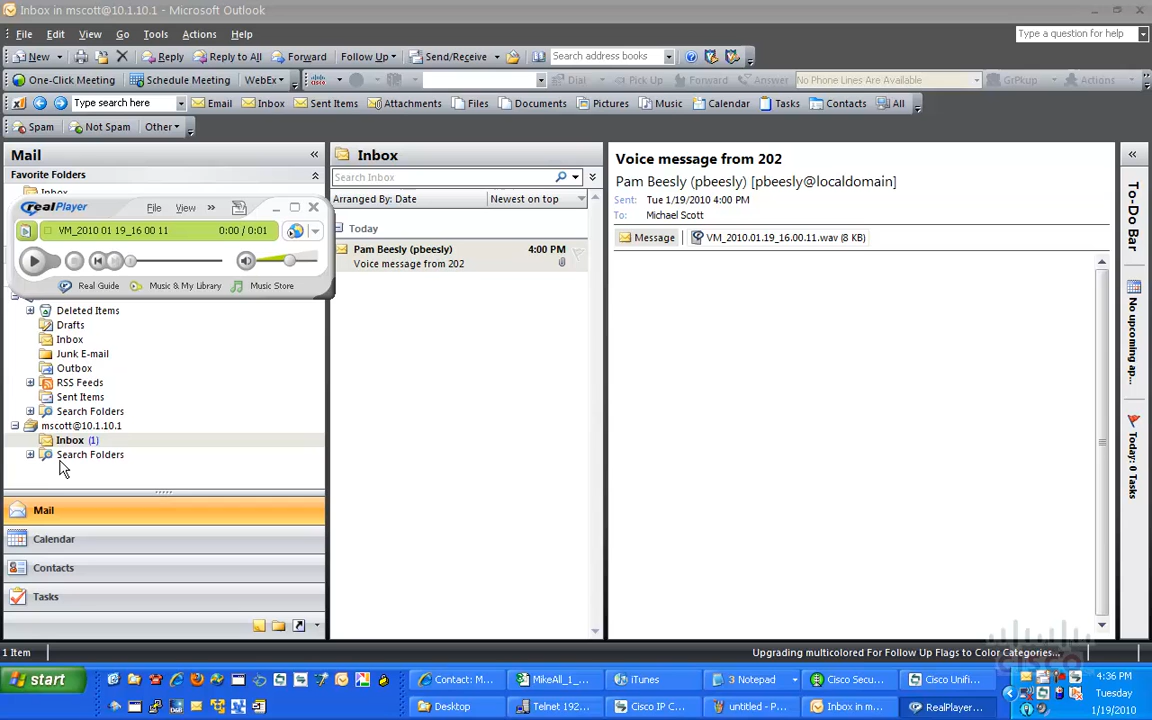 Inbox in mscott@10.1.10.1 - Microsoft Outlook
File Edit View Go Tools Actions Help
Type a question for help
New Reply Reply to All Forward Follow Up Send/Receive Search address books
One-Click Meeting Schedule Meeting WebEx Dial Pick Up Forward Answer No Phone Lines Are Available GrPkup Actions
Type search here Email Inbox Sent Items Attachments Files Documents Pictures Music Calendar Tasks Contacts All
Spam Not Spam Other
Mail
Favorite Folders
Inbox
realPlayer File View
VM_2010 01 19_16 00 11 0:00 / 0:01
Real Guide Music & My Library Music Store
Deleted Items
Drafts
Inbox
Junk E-mail
Outbox
RSS Feeds
Sent Items
Search Folders
mscott@10.1.10.1
Inbox (1)
Search Folders
Mail
Calendar
Contacts
Tasks
Inbox
Search Inbox
Arranged By: Date Newest on top
Today
Pam Beesly (pbeesly) 4:00 PM
Voice message from 202
Voice message from 202
Pam Beesly (pbeesly) [pbeesly@localdomain]
Sent: Tue 1/19/2010 4:00 PM
To: Michael Scott
Message VM_2010.01.19_16.00.11.wav (8 KB)
To-Do Bar
No upcoming ap...
Today: 0 Tasks
1 Item
Upgrading multicolored For Follow Up Flags to Color Categories...
cisco
start
Contact: M... MikeAll_1_... iTunes 3 Notepad Cisco Secu... Cisco Unifi...
Desktop Telnet 192... Cisco IP C... untitled - P... Inbox in m... RealPlayer...
4:36 PM
Tuesday
1/19/2010